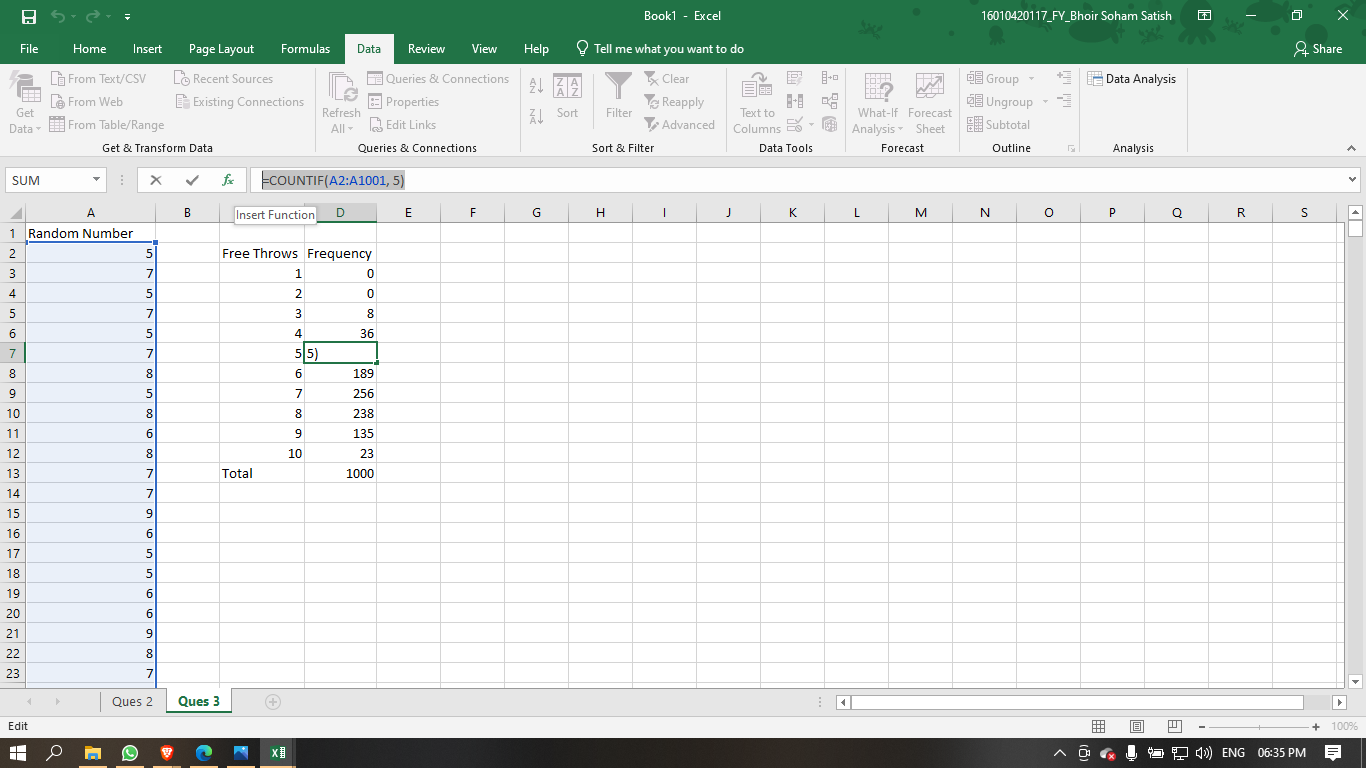 Book1 - Excel
16010420117_FY_Bhoir Soham Satish
File Home Insert Page Layout Formulas Data Review View Help Tell me what you want to do Share
From Text/CSV Recent Sources
From Web Existing Connections
From Table/Range
Get Data
Get & Transform Data
Refresh All
Queries & Connections
Properties
Edit Links
Queries & Connections
A Z
Z A
Z A A Z
Sort
Filter
Clear
Reapply
Advanced
Sort & Filter
Text to Columns
Data Tools
What-If Analysis
Forecast Sheet
Forecast
Group
Ungroup
Subtotal
Outline
Data Analysis
Analysis
SUM fx =COUNTIF(A2:A1001, 5)
Insert Function
A B D E F G H I J K L M N O P Q R S
1 Random Number
2 5 Free Throws Frequency
3 7 1 0
4 5 2 0
5 7 3 8
6 5 4 36
7 7 5 5)
8 8 6 189
9 5 7 256
10 8 8 238
11 6 9 135
12 8 10 23
13 7 Total 1000
14 7
15 9
16 6
17 5
18 5
19 6
20 6
21 9
22 8
23 7
Ques 2 Ques 3
Edit 100%
ENG 06:35 PM